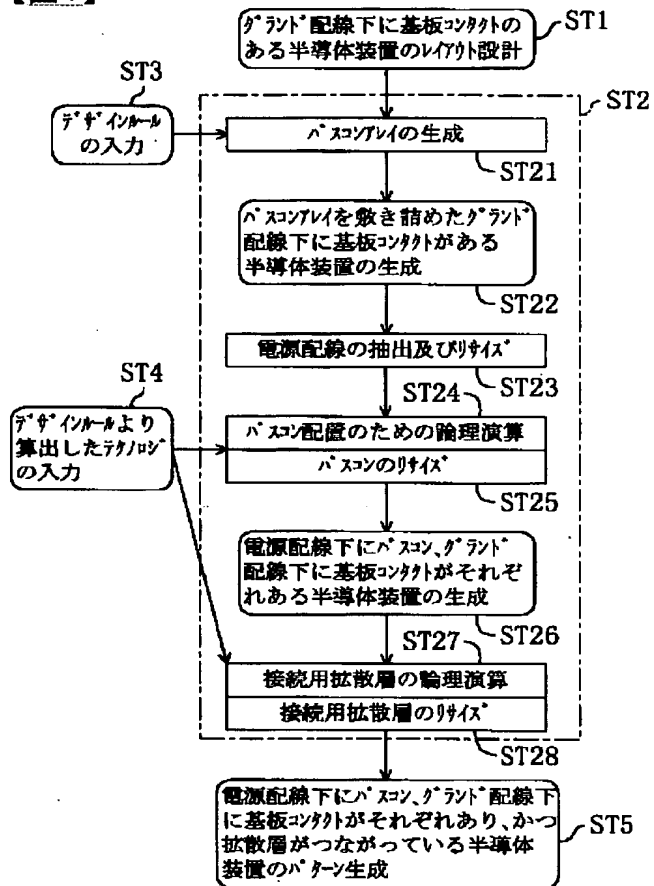 グランド配線下に基板コンタクトの
ある半導体装置のレイアウト設計
ST1
ST3
デザインルール
の入力
ST2
バスコンアレイの生成
ST21
バスコンアレイを敷き詰めたグランド
配線下に基板コンタクトがある
半導体装置の生成
ST22
電源配線の抽出及びリサイズ
ST23
ST4
ST24
デザインルールより
算出したテクノロジ
の入力
バスコン配置のための論理演算
バスコンのリサイズ
ST25
電源配線下にバスコン、グランド
配線下に基板コンタクトがそれぞ
れある半導体装置の生成
ST26
ST27
接続用拡散層の論理演算
接続用拡散層のリサイズ
ST28
電源配線下にバスコン、グランド配線下
に基板コンタクトがそれぞれあり、かつ
拡散層がつながっている半導体
装置のパターン生成
ST5